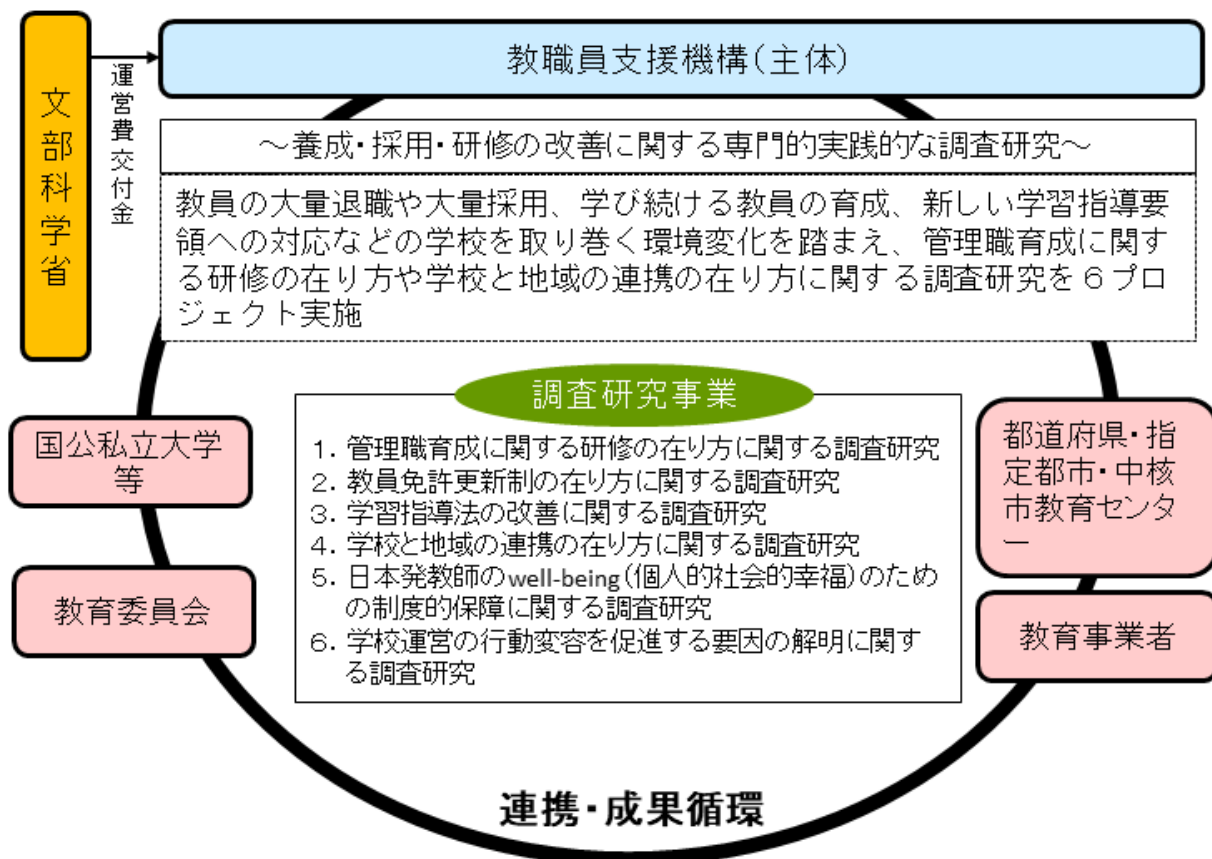 教職員支援機構(主体)
文部科学省
運営費交付金
～養成・採用・研修の改善に関する専門的実践的な調査研究～
教員の大量退職や大量採用、学び続ける教員の育成、新しい学習指導要
領への対応などの学校を取り巻く環境変化を踏まえ、管理職育成に関す
る研修の在り方や学校と地域の連携の在り方に関する調査研究を６プロ
ジェクト実施
調査研究事業
1. 管理職育成に関する研修の在り方に関する調査研究
2. 教員免許更新制の在り方に関する調査研究
3. 学習指導法の改善に関する調査研究
4. 学校と地域の連携の在り方に関する調査研究
5. 日本発教師のwell-being(個人的社会的幸福)のため
の制度的保障に関する調査研究
6. 学校運営の行動変容を促進する要因の解明に関す
る調査研究
国公私立大学
等
教育委員会
都道府県・指
定都市・中核
市教育センタ
ー
教育事業者
連携・成果循環